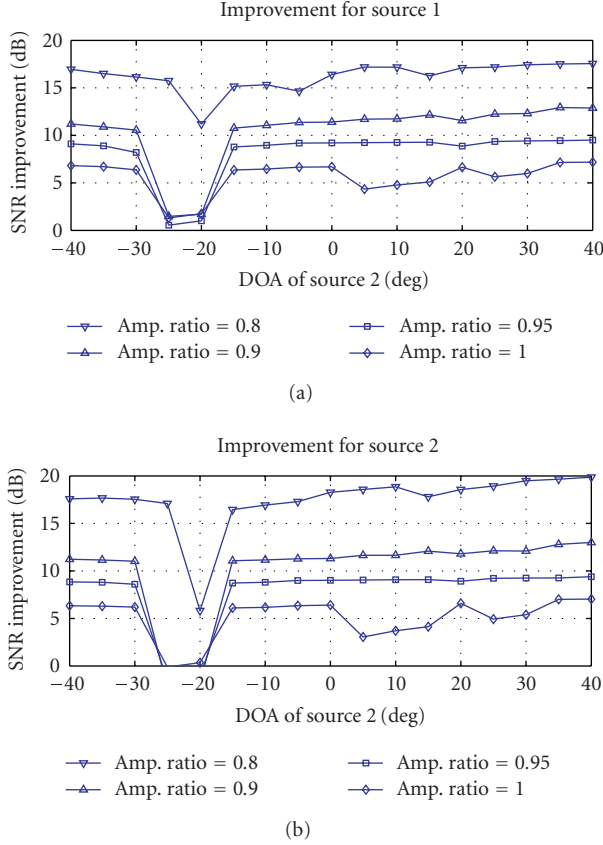 Improvement for source 1
SNR improvement (dB)
20
15
10
5
0
−40 −30 −20 −10 0 10 20 30 40
DOA of source 2 (deg)
Amp. ratio = 0.8 Amp. ratio = 0.95
Amp. ratio = 0.9 Amp. ratio = 1
(a)
Improvement for source 2
SNR improvement (dB)
20
15
10
5
0
−40 −30 −20 −10 0 10 20 30 40
DOA of source 2 (deg)
Amp. ratio = 0.8 Amp. ratio = 0.95
Amp. ratio = 0.9 Amp. ratio = 1
(b)